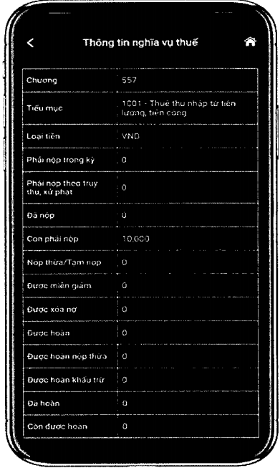 Thông tin nghĩa vụ thuế
Chương 557
Tiểu mục 1001 - Thuế thu nhập từ tiền
lương, tiền công
Loại tiền VND
Phải nộp trong kỳ 0
Phải nộp theo truy
thu, xử phạt 0
Đã nộp 0
Còn phải nộp 10,000
Nộp thừa/Tạm nộp 0
Được miễn giảm 0
Được xóa nợ 0
Được hoàn 0
Được hoàn nộp thừa 0
Được hoàn khấu trừ 0
Đã hoàn 0
Còn được hoàn 0